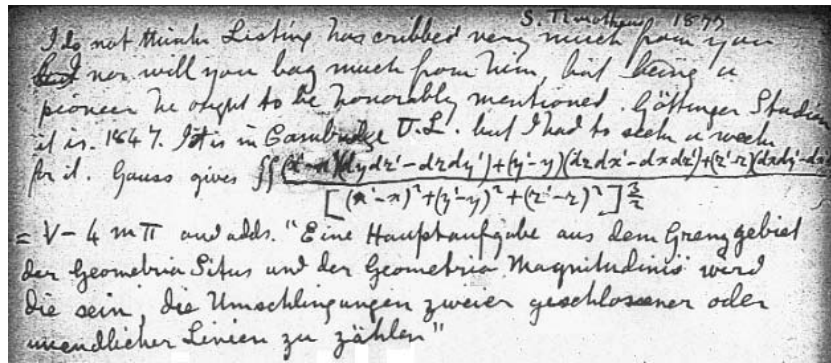 S. Timotheus 1877
I do not think Listing has cribbed very much from you
nor will you bag much from him, but being a
pioneer he ought to be honorably mentioned. Göttinger Studien
it is. 1847. It is in Cambridge U.L. but I had to seek a week
for it. Gauss gives ∬ (x'-x)(dydz'-dzdy')+(y'-y)(dzdx'-dxdz')+(z'-z)(dxdy'-dx
[(x'-x)²+(y'-y)²+(z'-z)²]^3/2
= V-4mπ and adds. "Eine Hauptaufgabe aus dem Grenzgebiet
der Geometria Situs und der Geometria Magnitudinis wird
die sein, die Umschlingungen zweier geschlossener oder
unendlicher Linien zu zählen"